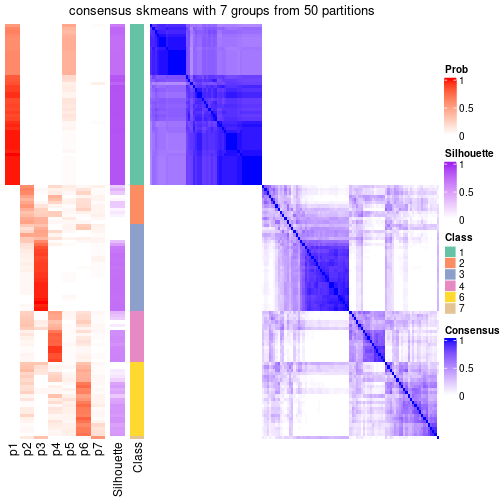 consensus skmeans with 7 groups from 50 partitions
Prob
1
0.5
0
Silhouette
1
0.5
0
Class
1
2
3
4
6
7
Consensus
1
0.5
0
p1
p2
p3
p4
p5
p6
p7
Silhouette
Class